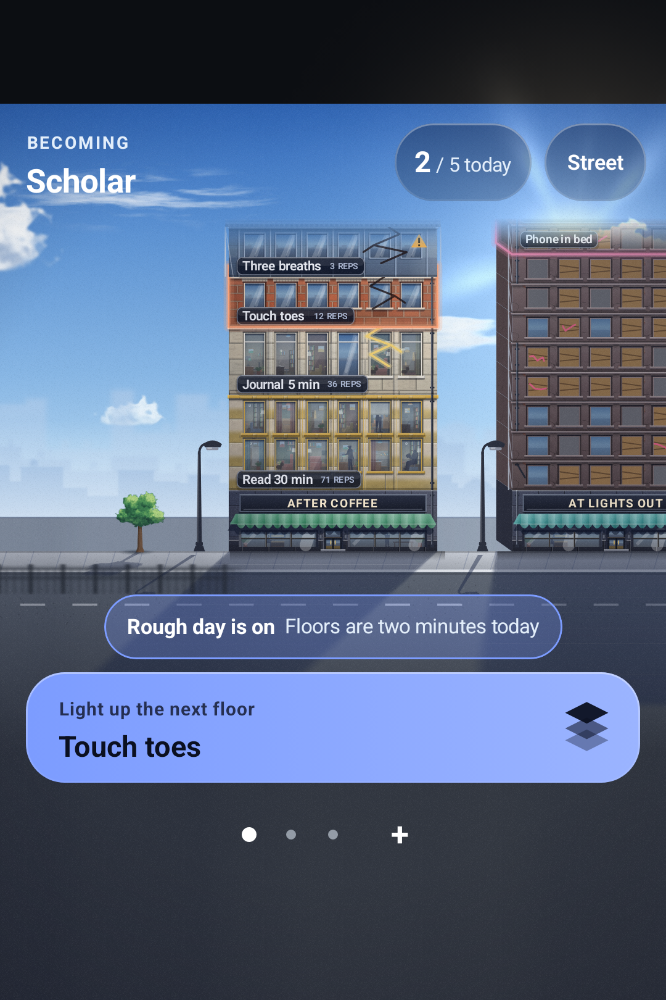 BECOMING
Scholar
2 / 5 today
Street
Three breaths 3 REPS
Touch toes 12 REPS
Journal 5 min 36 REPS
Read 30 min 71 REPS
AFTER COFFEE
Phone in bed
AT LIGHTS OUT
Rough day is on Floors are two minutes today
Light up the next floor
Touch toes